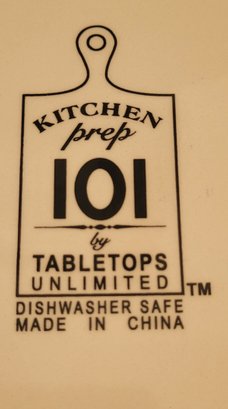 KITCHEN
prep
101
by
TABLETOPS
UNLIMITED TM
DISHWASHER SAFE
MADE IN CHINA